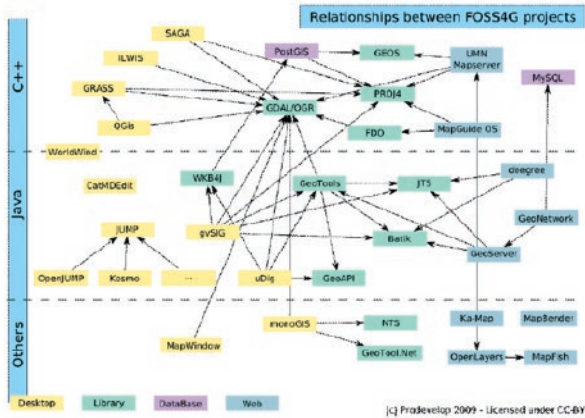 Relationships between FOSS4G projects
C++
SAGA
PostGIS
GEOS
UMN
Mapserver
ILWIS
MySQL
GRASS
GDAL/OGR
PROJ4
QGis
FDO
MapGuide OS
WorldWind
Java
CatMDEdit
WKB4J
GeoTools
JTS
deegree
GeoNetwork
JUMP
gvSIG
Batik
GeoServer
OpenJUMP
Kosmo
....
uDig
GeoAPI
Others
MapWindow
monoGIS
NTS
GeoTool.Net
Ka-Map
MapBender
OpenLayers
MapFish
Desktop
Library
DataBase
Web
(c) Prodevelop 2009 - Licensed under CC-BY